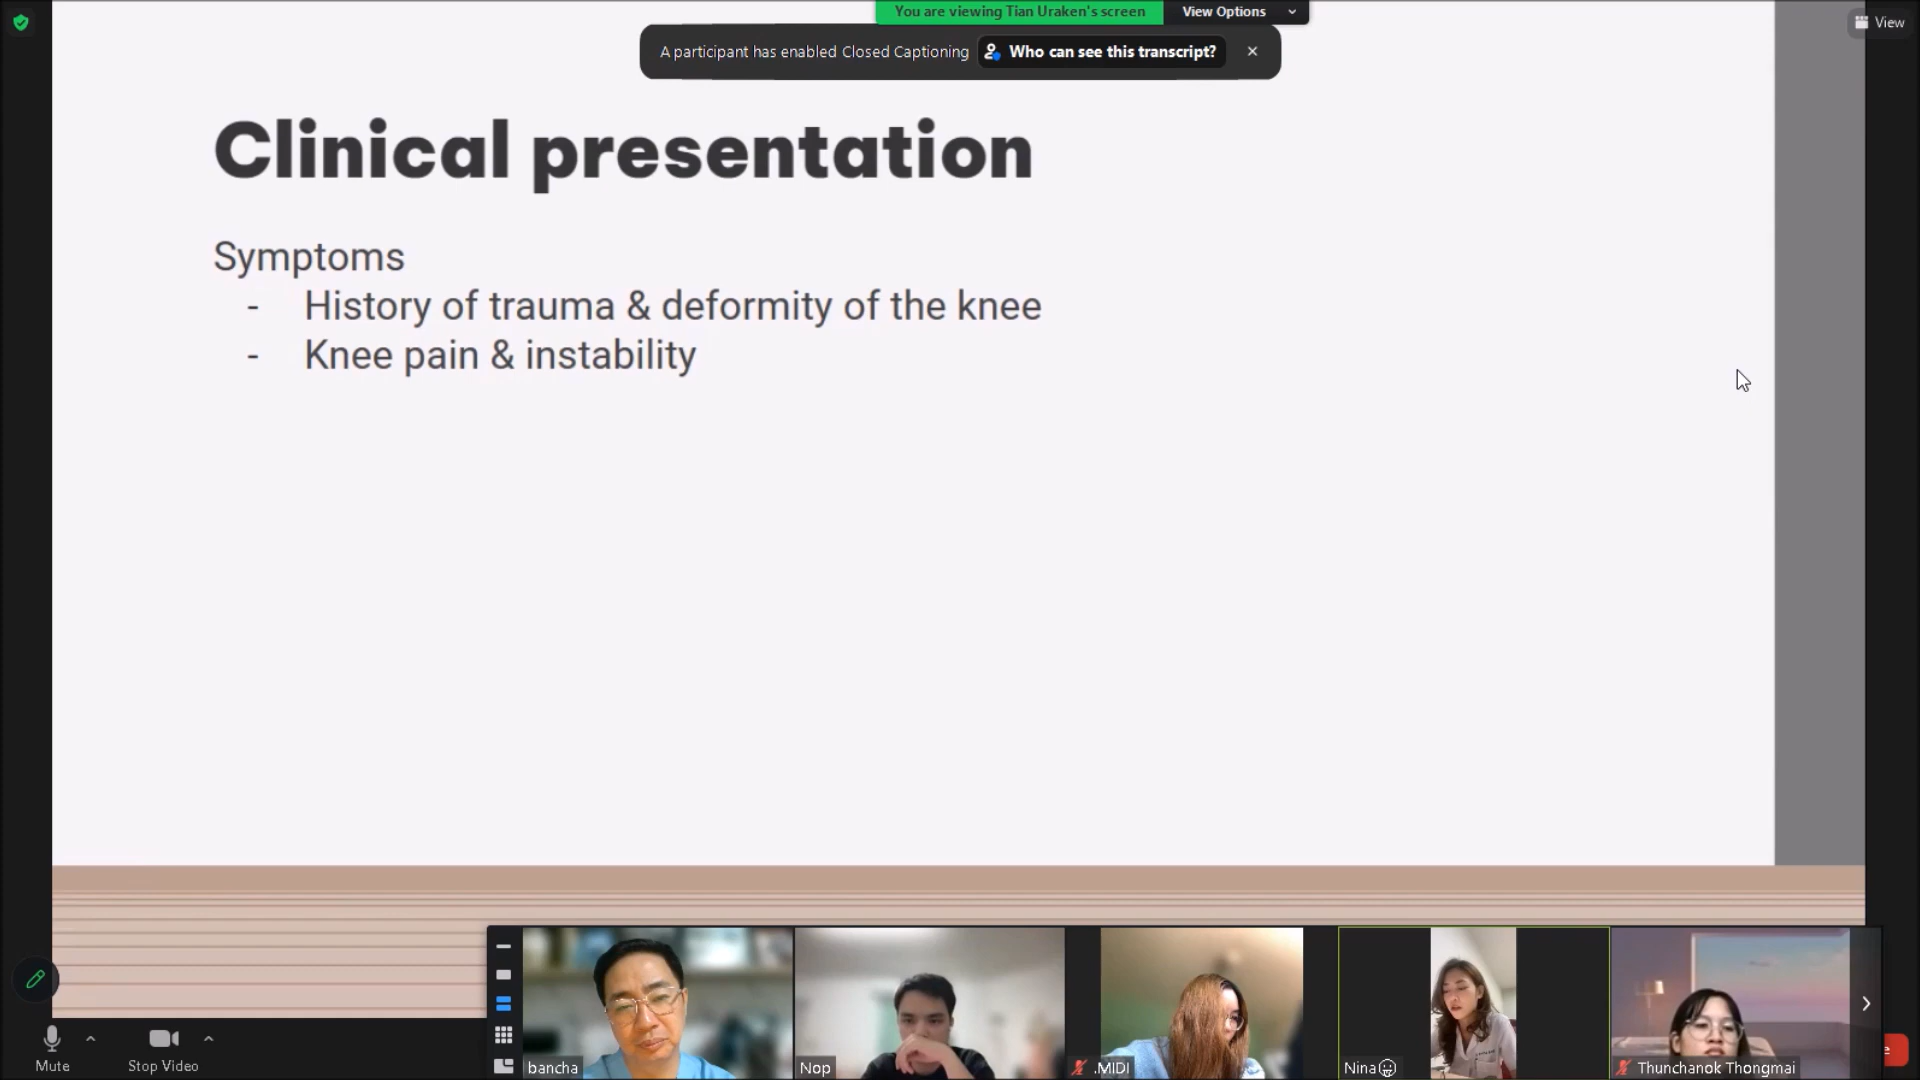 You are viewing Tian Uraken's screen
View Options
View
A participant has enabled Closed Captioning
Who can see this transcript?
Clinical presentation
Symptoms
- History of trauma & deformity of the knee
- Knee pain & instability
Mute
Stop Video
bancha
Nop
.MIDI
Nina
Thunchanok Thongmai